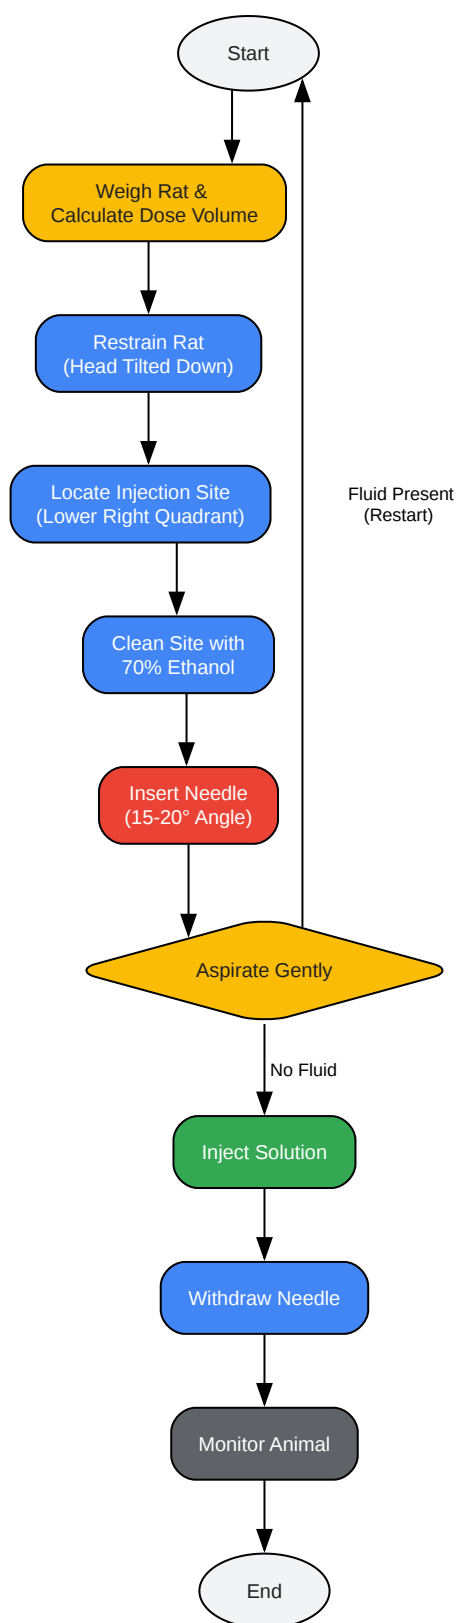 Start
Weigh Rat &
Calculate Dose Volume
Restrain Rat
(Head Tilted Down)
Locate Injection Site
(Lower Right Quadrant)
Fluid Present
(Restart)
Clean Site with
70% Ethanol
Insert Needle
(15-20° Angle)
Aspirate Gently
No Fluid
Inject Solution
Withdraw Needle
Monitor Animal
End